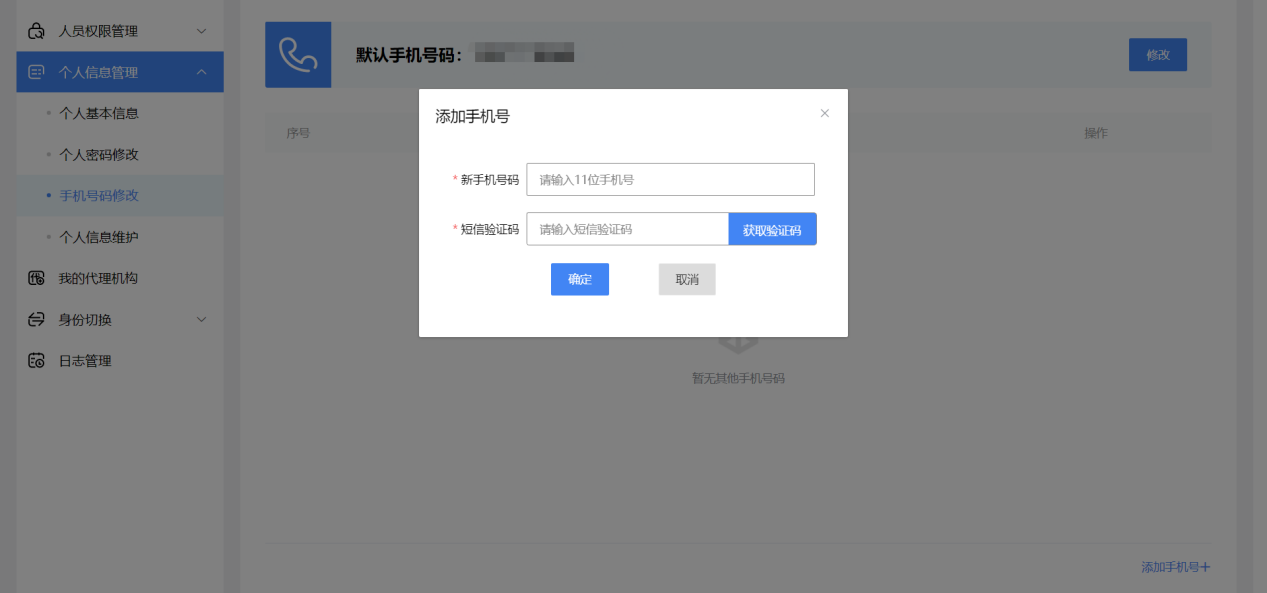 人员权限管理
个人信息管理
个人基本信息
个人密码修改
手机号码修改
个人信息维护
我的代理机构
身份切换
日志管理
默认手机号码：
修改
序号
操作
添加手机号
* 新手机号码
请输入11位手机号
* 短信验证码
请输入短信验证码
获取验证码
确定
取消
暂无其他手机号码
添加手机号+